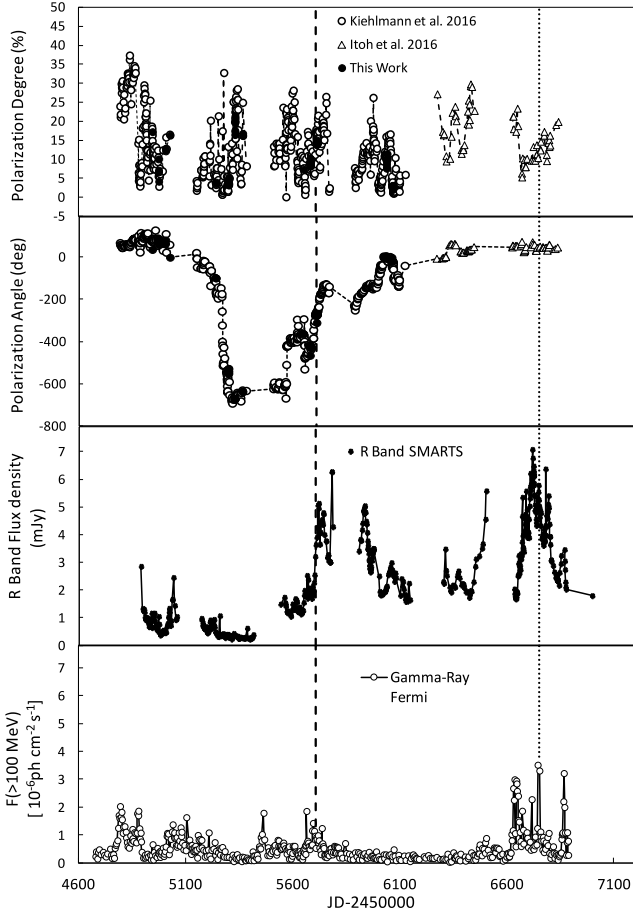 50
45
40
35
30
25
20
15
10
5
0
-5
Polarization Degree (%)
Kiehlmann et al. 2016
Itoh et al. 2016
This Work
0
-200
-400
-600
-800
Polarization Angle (deg)
7
6
5
4
3
2
1
0
R Band Flux density
(mJy)
R Band SMARTS
7
6
5
4
3
2
1
0
F(>100 MeV)
[ 10-6ph cm-2 s-1]
Gamma-Ray
Fermi
4600 5100 5600 6100 6600 7100
JD-2450000